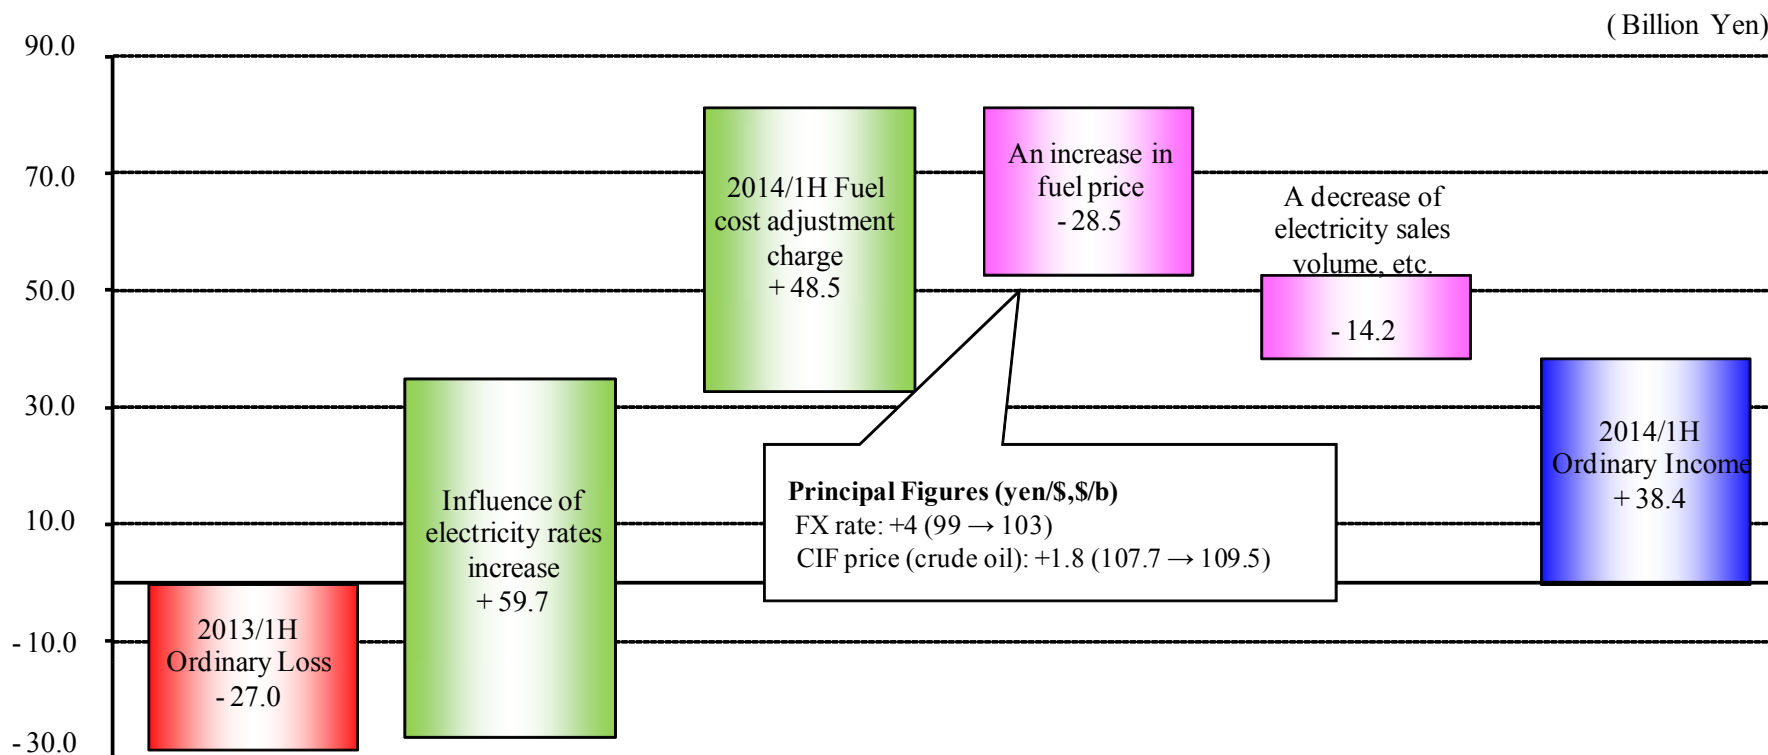 ( Billion Yen)
90.0
70.0
50.0
30.0
10.0
- 10.0
- 30.0
2013/1H
Ordinary Loss
- 27.0
Influence of
electricity rates
increase
+ 59.7
2014/1H Fuel
cost adjustment
charge
+ 48.5
An increase in
fuel price
- 28.5
A decrease of
electricity sales
volume, etc.
- 14.2
2014/1H
Ordinary Income
+ 38.4
Principal Figures (yen/$,$/b)
FX rate: +4 (99 → 103)
CIF price (crude oil): +1.8 (107.7 → 109.5)